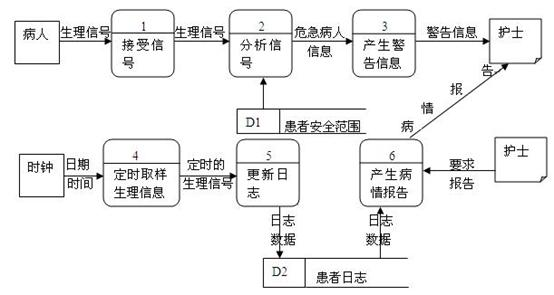 病人
生理信号
1
接受信号
生理信号
2
分析信号
危急病人
信息
3
产生警告信息
警告信息
护士
D1
患者安全范围
病情报告
时钟
日期
时间
4
定时取样
生理信息
定时的
生理信号
5
更新日志
6
产生病情报告
要求
报告
护士
日志
数据
日志
数据
D2
患者日志